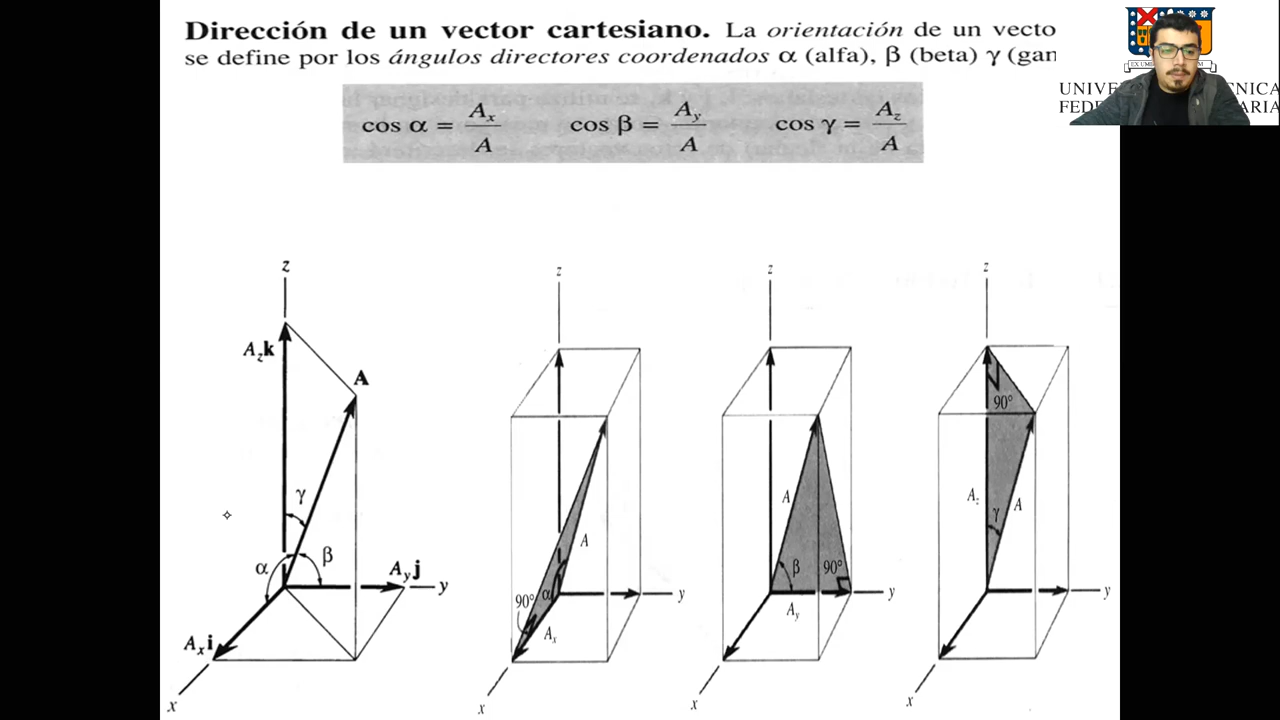 Dirección de un vector cartesiano. La orientación de un vecto
se define por los ángulos directores coordenados α (alfa), β (beta) γ (gan
cos α = Ax / A
cos β = Ay / A
cos γ = Az / A
UNIVE
CNICA
FEDE
ARIA
z
Azk
A
γ
β
α
Ayj
y
Axi
x
z
A
90°
α
Ax
y
x
z
A
β
90°
Ay
y
x
z
90°
Az
γ
A
y
x